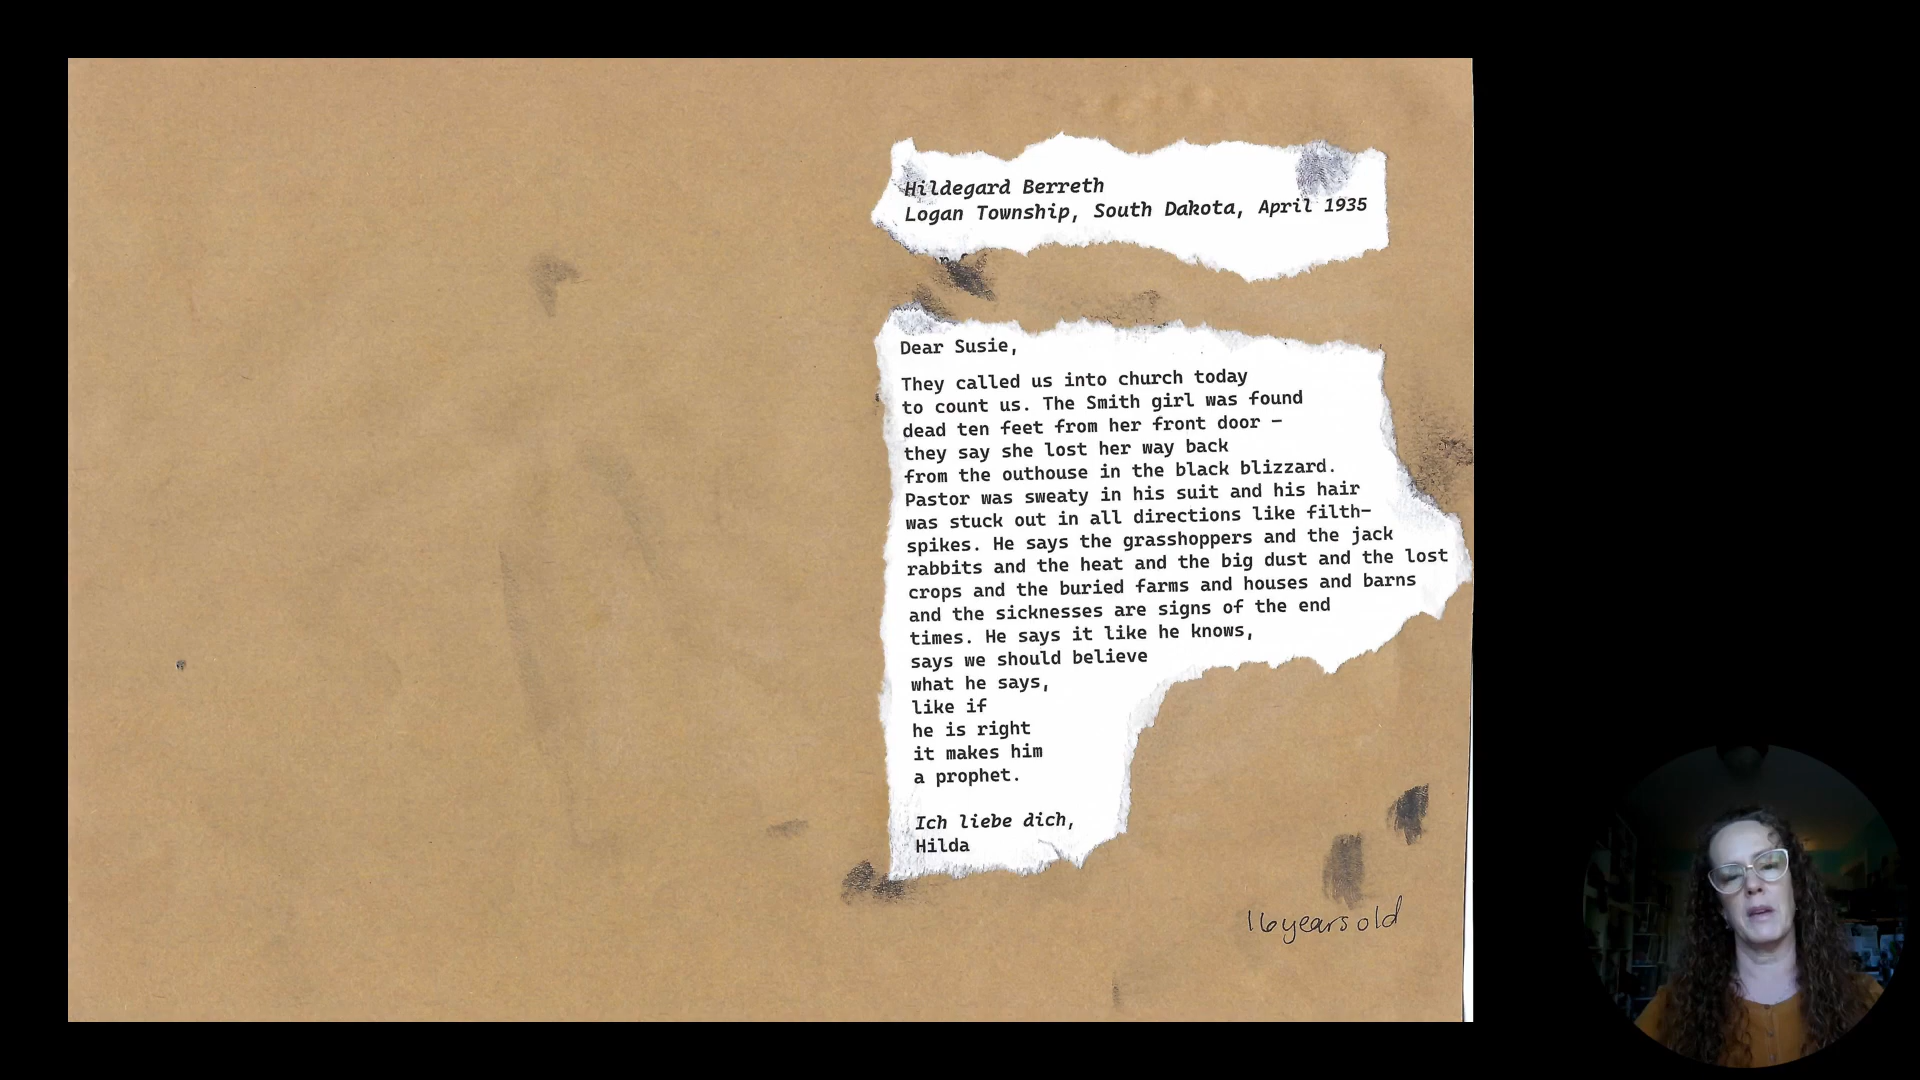 Hildegard Berreth
Logan Township, South Dakota, April 1935
Dear Susie,
They called us into church today
to count us. The Smith girl was found
dead ten feet from her front door –
they say she lost her way back
from the outhouse in the black blizzard.
Pastor was sweaty in his suit and his hair
was stuck out in all directions like filth-
spikes. He says the grasshoppers and the jack
rabbits and the heat and the big dust and the lost
crops and the buried farms and houses and barns
and the sicknesses are signs of the end
times. He says it like he knows,
says we should believe
what he says,
like if
he is right
it makes him
a prophet.
Ich liebe dich,
Hilda
16 years old